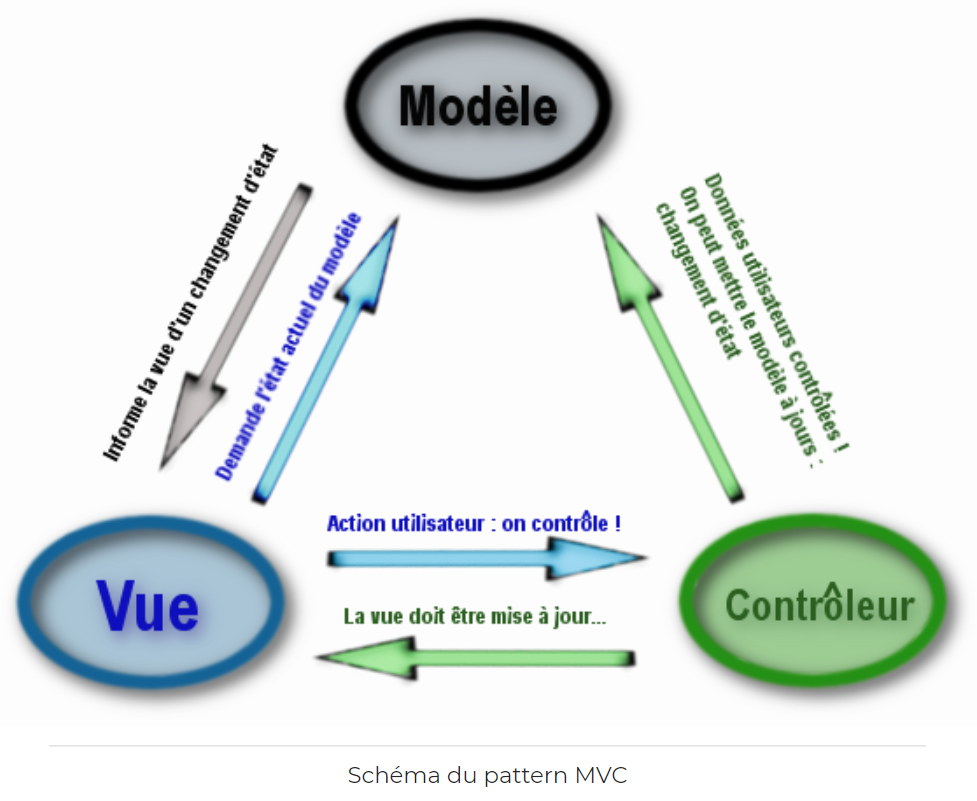 Modèle
Informe la vue d'un changement d'état
Demande l'état actuel du modèle
Données utilisateurs contrôlées !
On peut mettre le modèle à jours :
changement d'état
Action utilisateur : on contrôle !
Vue
Contrôleur
La vue doit être mise à jour...
Schéma du pattern MVC